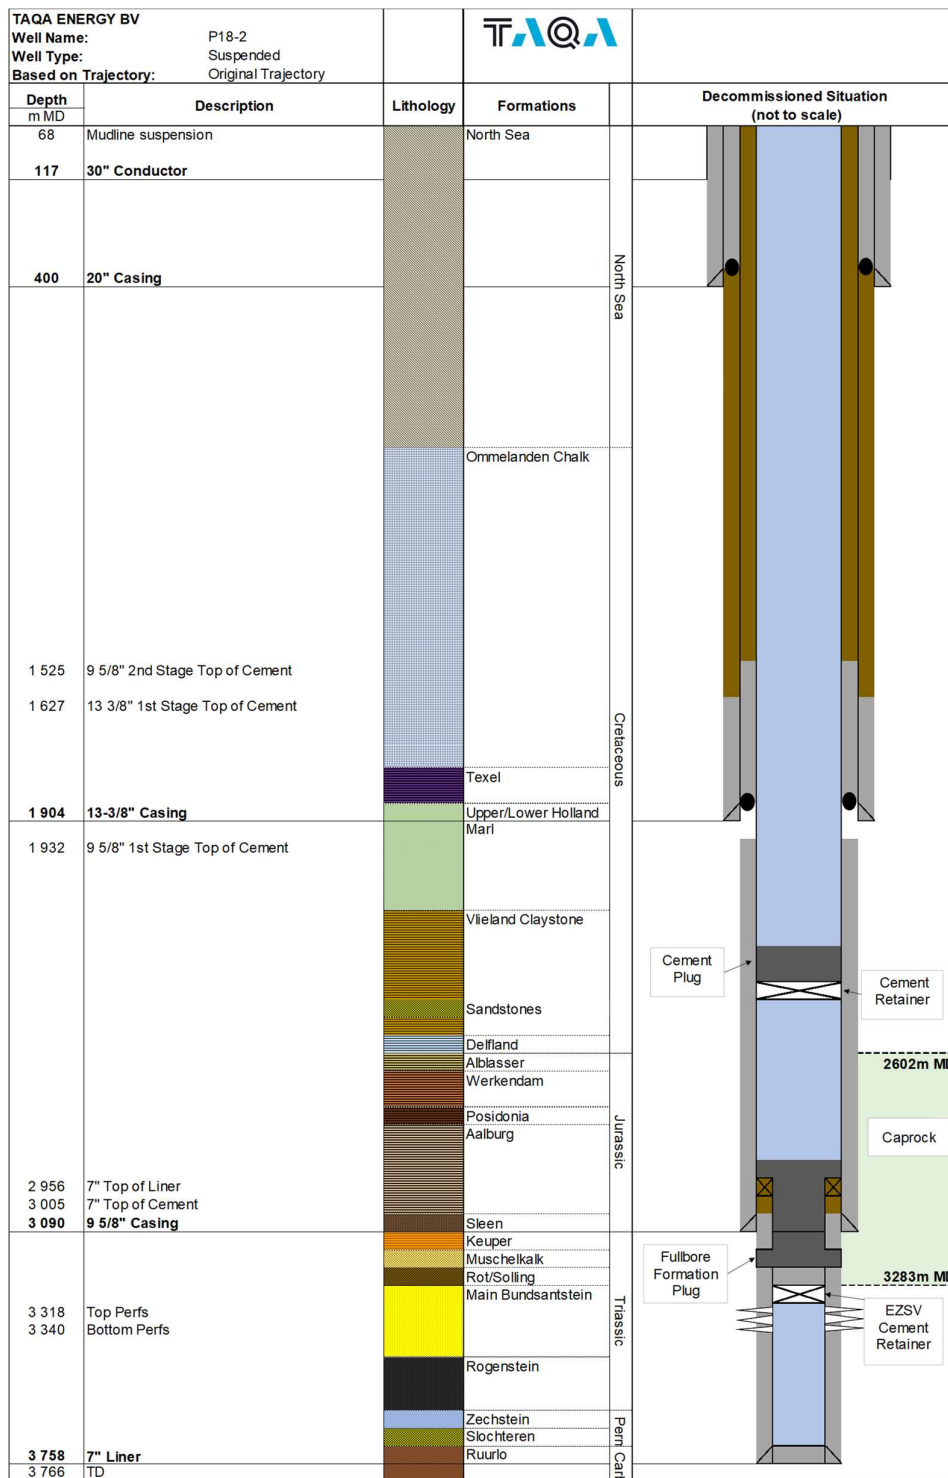 TAQA ENERGY BV
Well Name: P18-2
Well Type: Suspended
Based on Trajectory: Original Trajectory
TAQA
Depth
m MD
Description
Lithology
Formations
Decommissioned Situation
(not to scale)
68 Mudline suspension
North Sea
117 30" Conductor
400 20" Casing
North Sea
Ommelanden Chalk
1 525 9 5/8" 2nd Stage Top of Cement
1 627 13 3/8" 1st Stage Top of Cement
Cretaceous
Texel
1 904 13-3/8" Casing
Upper/Lower Holland
Marl
1 932 9 5/8" 1st Stage Top of Cement
Vlieland Claystone
Cement
Plug
Cement
Retainer
Sandstones
Delfland
Alblasser
2602m M
Werkendam
Posidonia
Aalburg
Jurassic
Caprock
2 956 7" Top of Liner
3 005 7" Top of Cement
3 090 9 5/8" Casing
Sleen
Keuper
Muschelkalk
Rot/Solling
Fullbore
Formation
Plug
3283m M
Main Bundsantstein
Triassic
3 318 Top Perfs
3 340 Bottom Perfs
EZSV
Cement
Retainer
Rogenstein
Zechstein
Slochteren
Perm
3 758 7" Liner
Ruurlo
Carl
3 766 TD